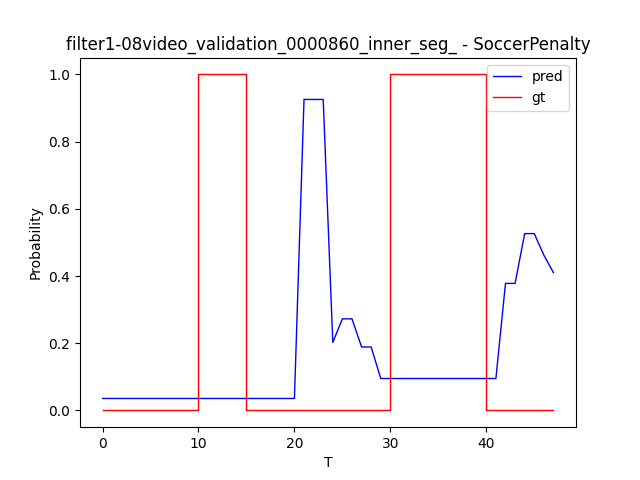 filter1-08video_validation_0000860_inner_seg_ - SoccerPenalty
pred
gt
1.0
0.8
0.6
0.4
0.2
0.0
Probability
0
10
20
30
40
T